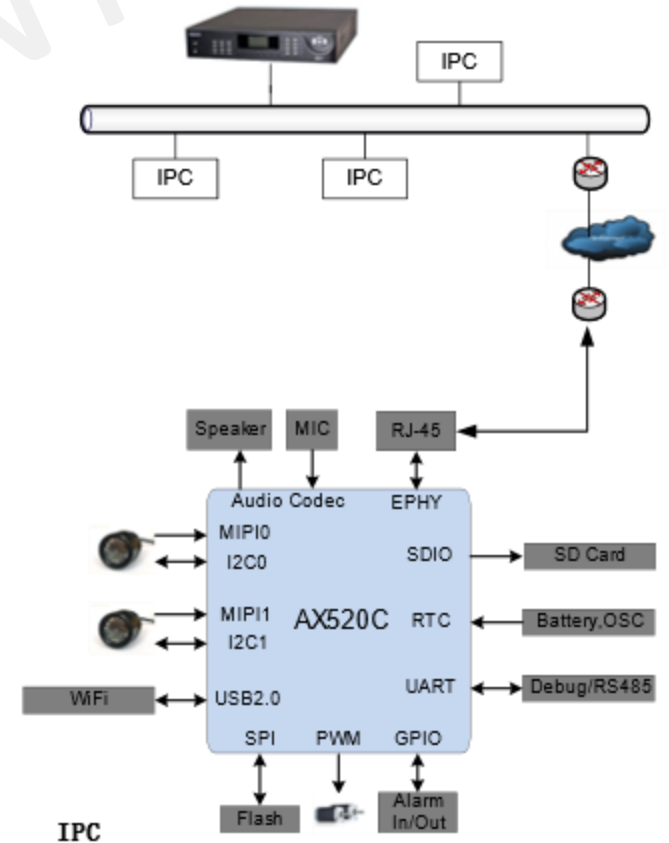 IPC
IPC
IPC
Speaker
MIC
RJ-45
Audio Codec
EPHY
MIPI0
I2C0
SDIO
SD Card
MIPI1
I2C1
AX520C
RTC
Battery,OSC
WiFi
USB2.0
UART
Debug/RS485
SPI
PWM
GPIO
Flash
Alarm
In/Out
IPC